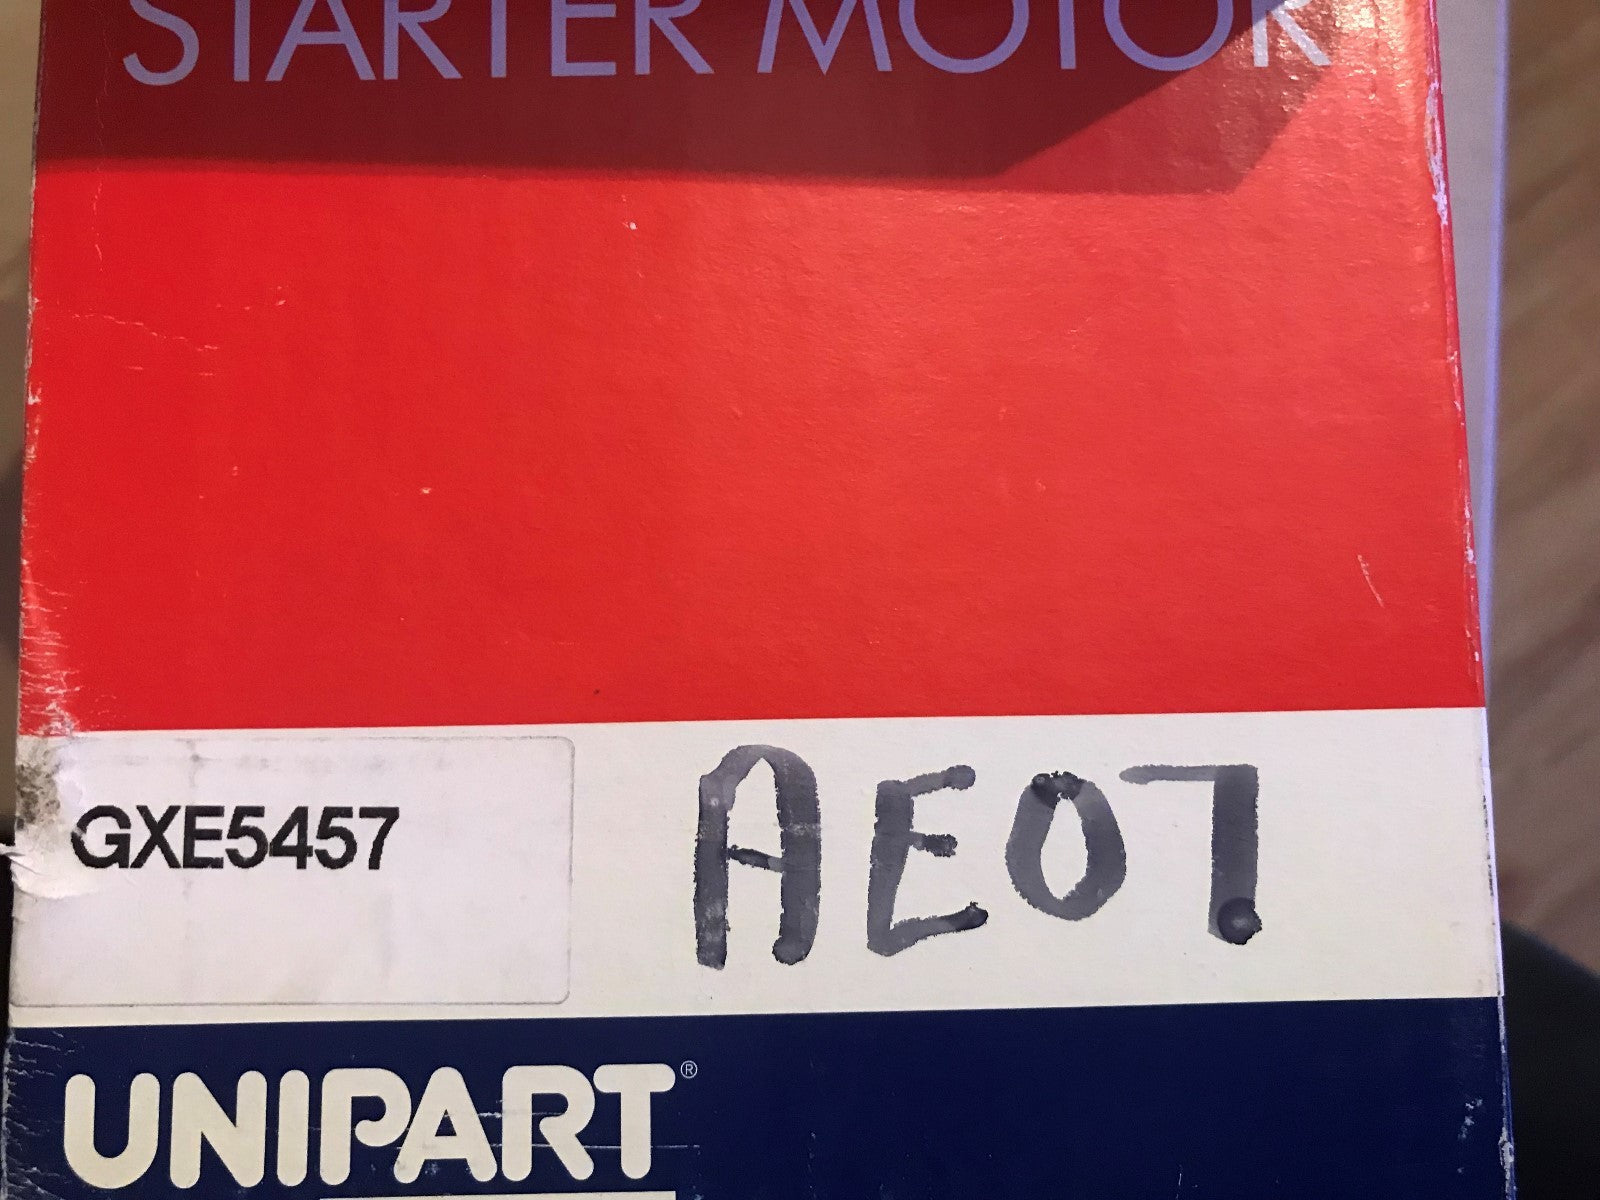 STARTER MOTOR
GXE5457 AE07
UNIPART®